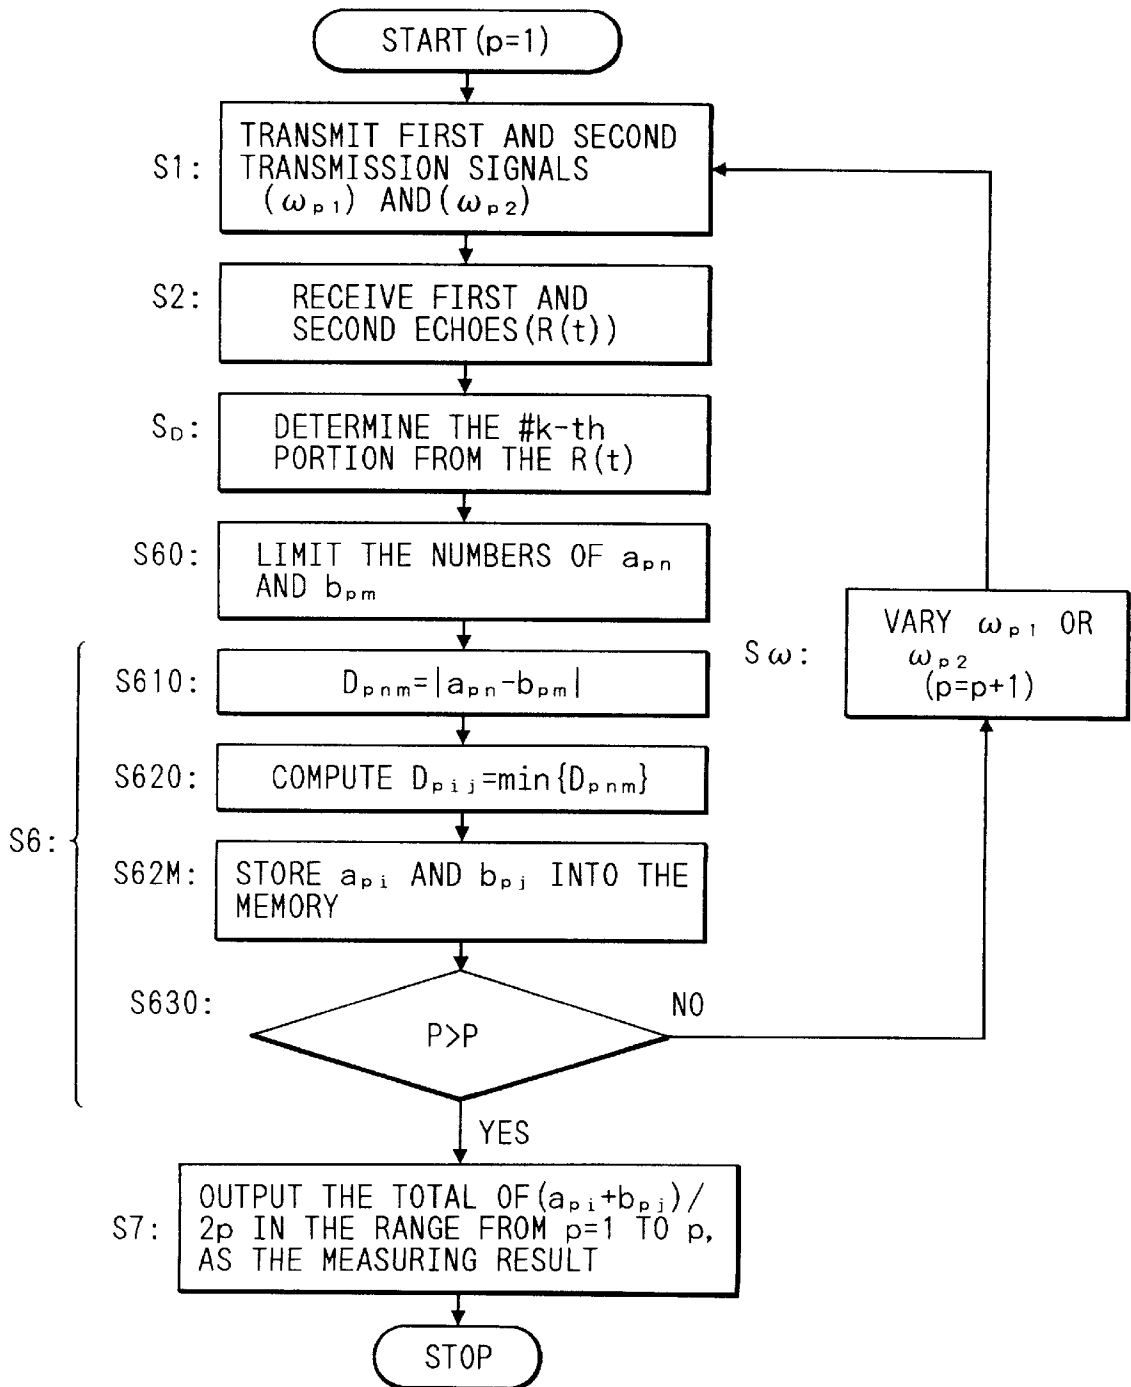 START(p=1)
S1:
TRANSMIT FIRST AND SECOND
TRANSMISSION SIGNALS
(ωp1) AND(ωp2)
S2:
RECEIVE FIRST AND
SECOND ECHOES(R(t))
SD:
DETERMINE THE #k-th
PORTION FROM THE R(t)
S60:
LIMIT THE NUMBERS OF apn
AND bpm
S6:
S610:
Dpnm=|apn-bpm|
S620:
COMPUTE Dpij=min{Dpnm}
S62M:
STORE api AND bpj INTO THE
MEMORY
S630:
P>P
NO
Sω:
VARY ωp1 OR
ωp2
(p=p+1)
YES
S7:
OUTPUT THE TOTAL OF(api+bpj)/
2p IN THE RANGE FROM p=1 TO p,
AS THE MEASURING RESULT
STOP